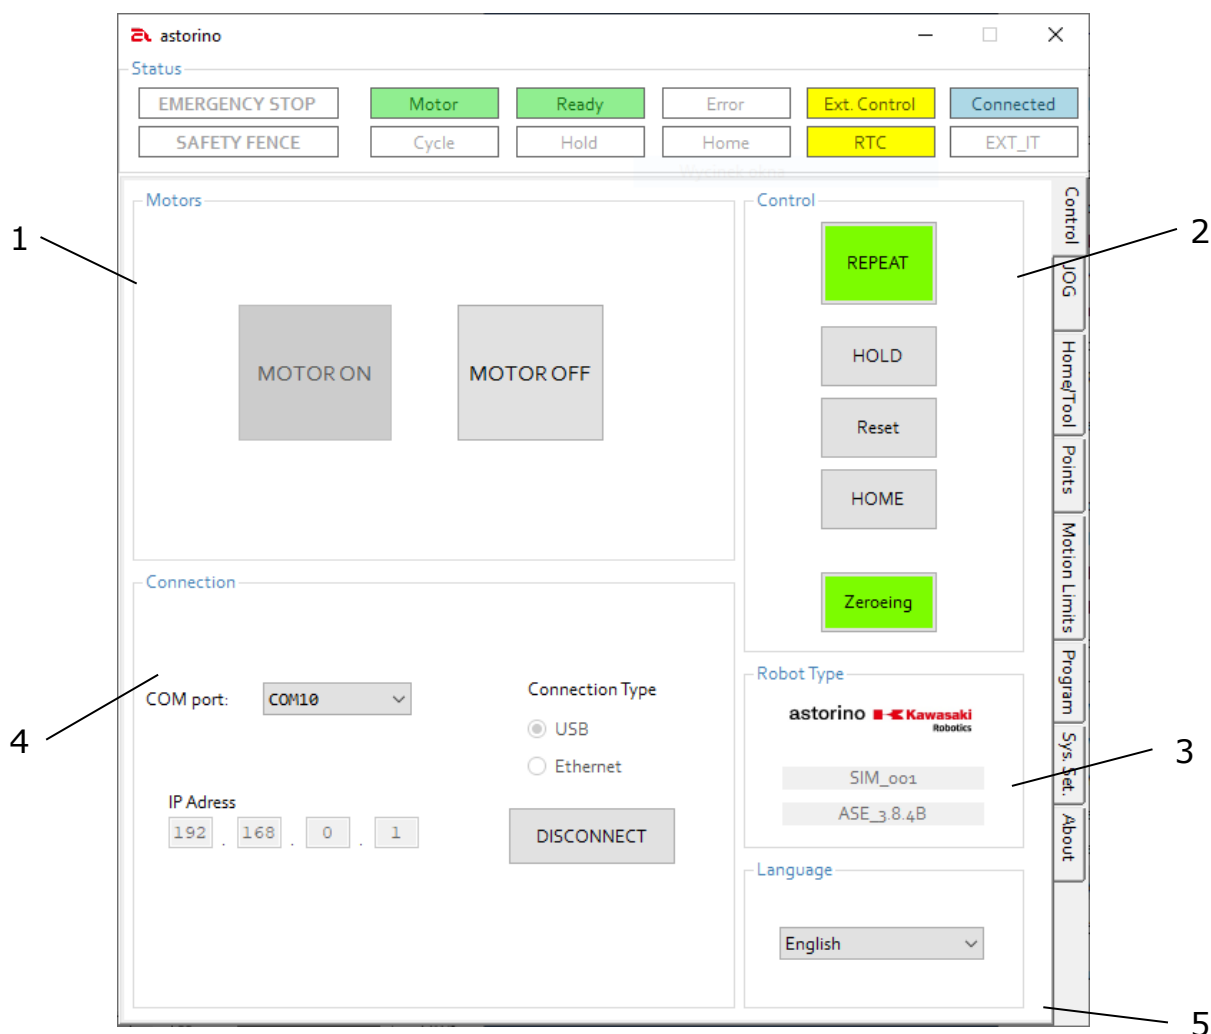 astorino
Status
EMERGENCY STOP Motor Ready Error Ext. Control Connected
SAFETY FENCE Cycle Hold Home RTC EXT_IT
Motors
MOTOR ON MOTOR OFF
1
Control
REPEAT
HOLD
Reset
HOME
Zeroeing
2
Connection
COM port: COM10
Connection Type
USB
Ethernet
IP Adress
192 . 168 . 0 . 1
DISCONNECT
4
Robot Type
astorino Kawasaki
Robotics
SIM_001
ASE_3.8.4B
3
Language
English
5
Control
JOG
Home/Tool
Points
Motion Limits
Program
Sys. Set.
About